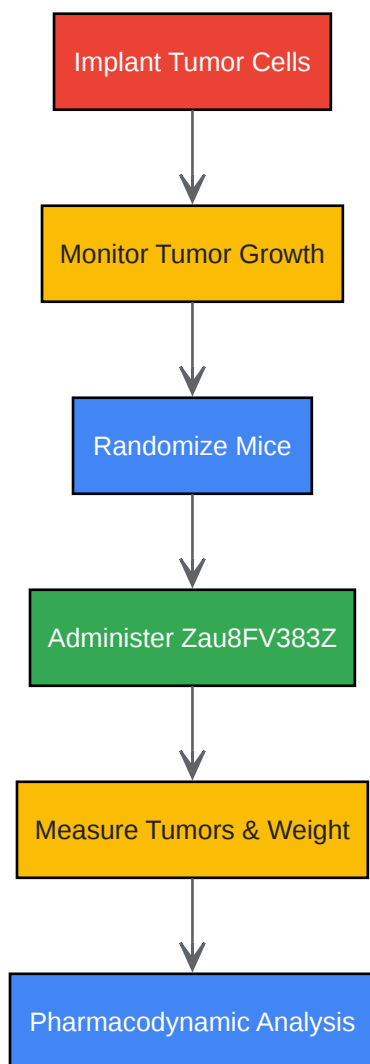 Implant Tumor Cells
Monitor Tumor Growth
Randomize Mice
Administer Zau8FV383Z
Measure Tumors & Weight
Pharmacodynamic Analysis